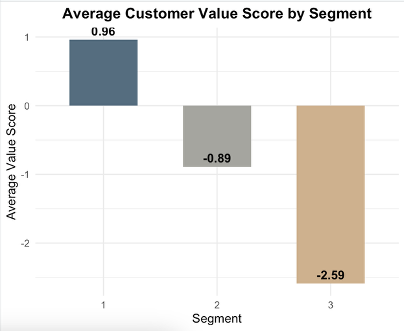 Average Customer Value Score by Segment
0.96
1
0
-0.89
-1
-2
-2.59
Average Value Score
1 2 3
Segment